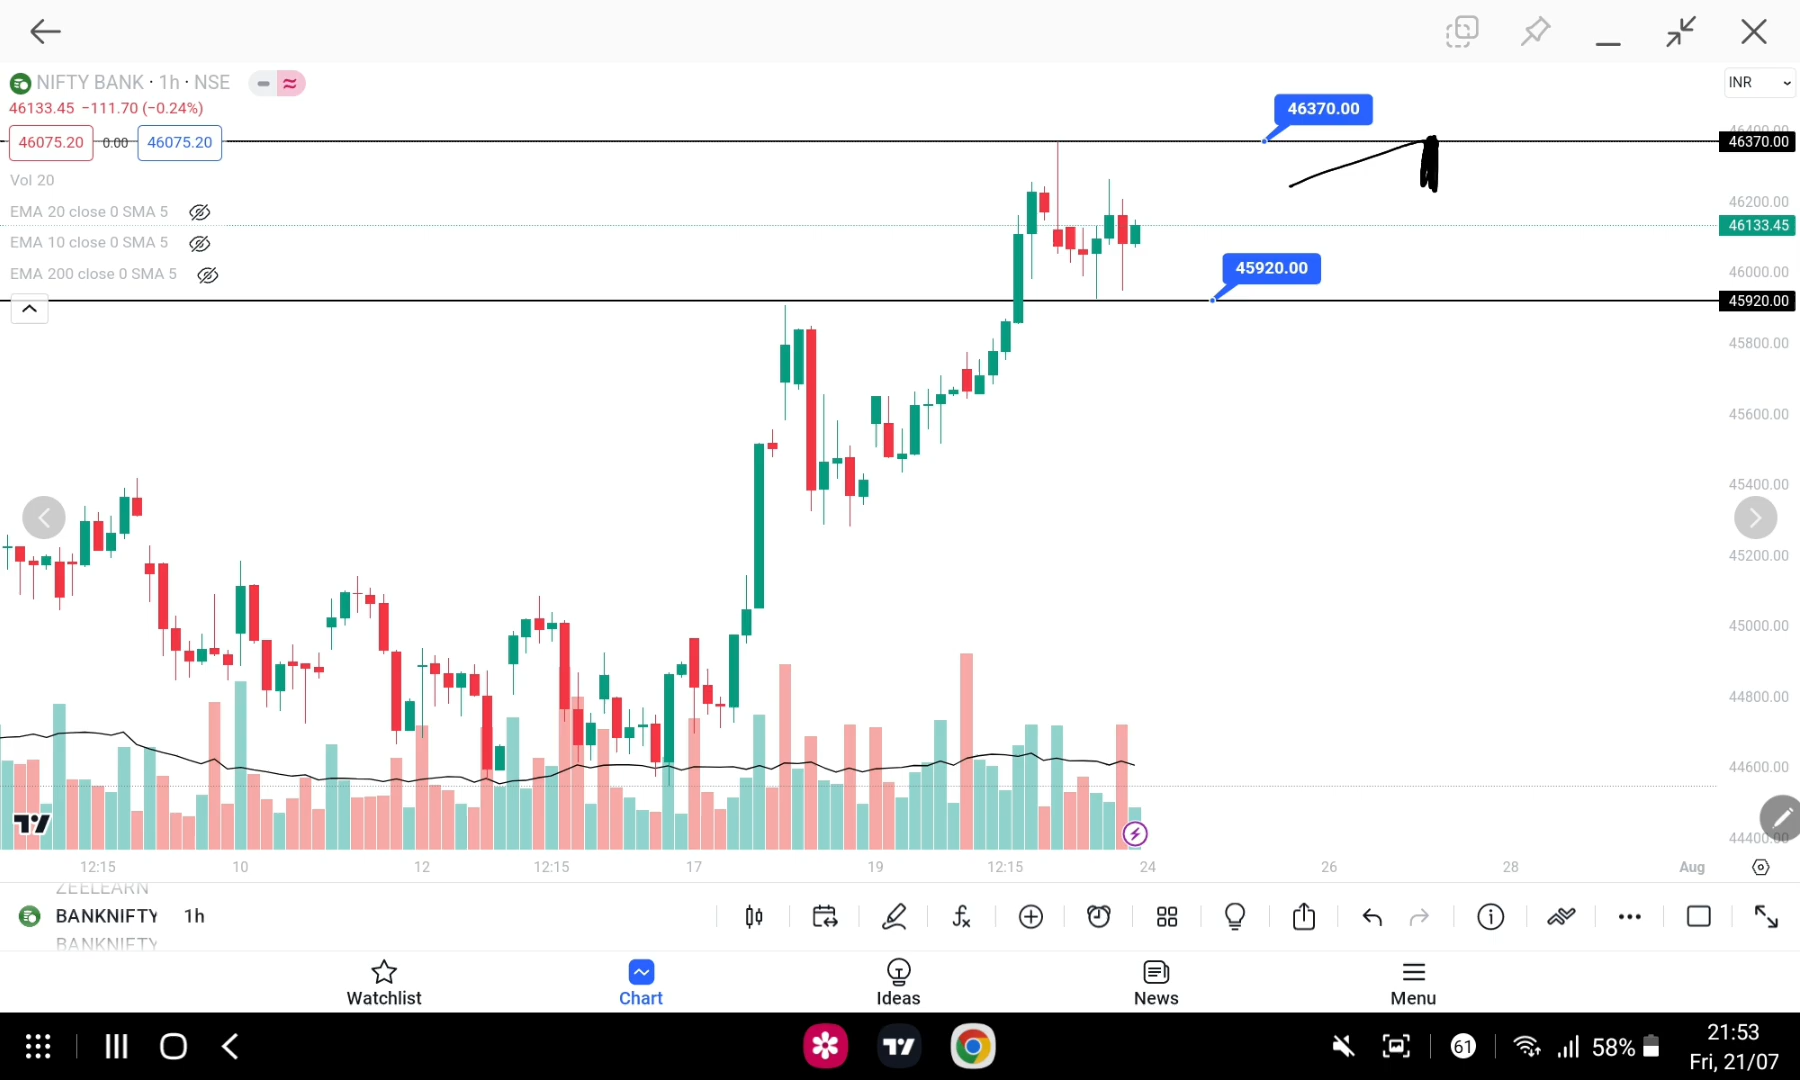 NIFTY BANK · 1h · NSE
INR
46133.45 −111.70 (−0.24%)
46370.00
46400.00
46075.20 0.00 46075.20
46370.00
Vol 20
46200.00
EMA 20 close 0 SMA 5
46133.45
EMA 10 close 0 SMA 5
EMA 200 close 0 SMA 5
45920.00
46000.00
45920.00
45800.00
45600.00
45400.00
45200.00
45000.00
44800.00
44600.00
44400.00
12:15 10 12 12:15 17 19 12:15 24 26 28 Aug
ZEELEARN
BANKNIFTY 1h
BANKNIFTY
Watchlist Chart Ideas News Menu
61 58% 21:53
Fri, 21/07